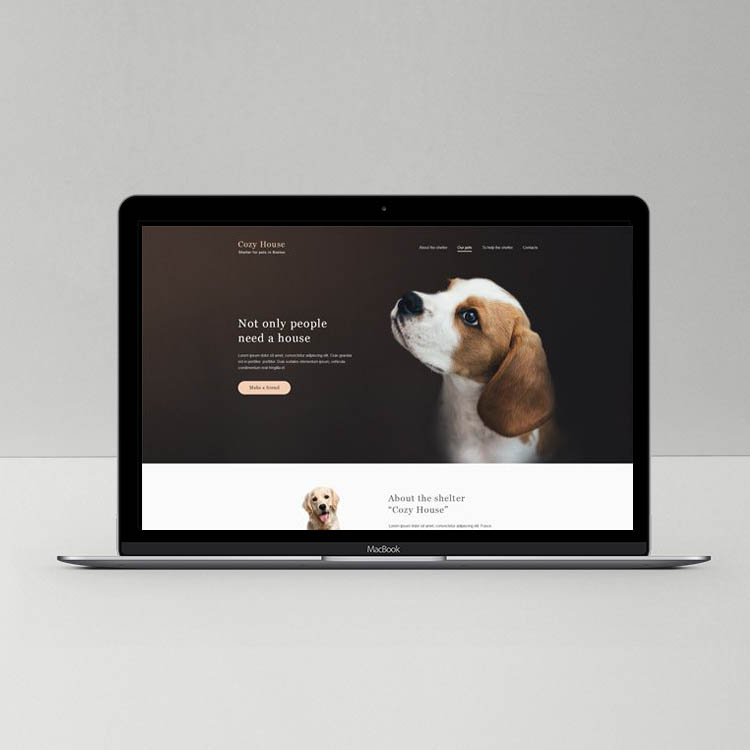 Cozy House
Shelter for pets in Boston
About the shelter Our pets To help the shelter Contacts
Not only people
need a house
Lorem ipsum dolor sit amet, consectetur adipiscing elit. Cras gravida
est in porttitor porttitor. Duis sodales elementum ipsum, vehicula
condimentum erat fringilla et
Make a friend
About the shelter
“Cozy House”
Lorem ipsum dolor sit amet, consectetur adipiscing elit. Fusce,
MacBook